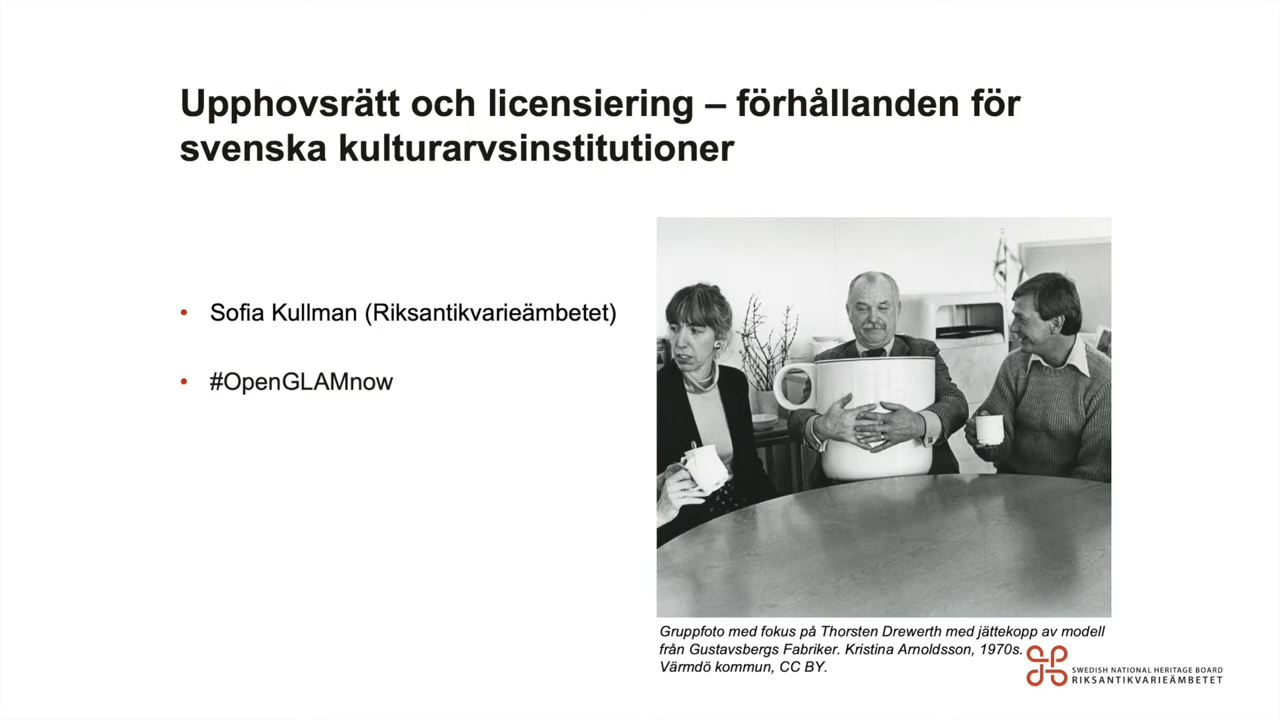 Upphovsrätt och licensiering – förhållanden för
svenska kulturarvsinstitutioner
• Sofia Kullman (Riksantikvarieämbetet)
• #OpenGLAMnow
Gruppfoto med fokus på Thorsten Drewerth med jättekopp av modell
från Gustavsbergs Fabriker. Kristina Arnoldsson, 1970s.
Värmdö kommun, CC BY.
SWEDISH NATIONAL HERITAGE BOARD
RIKSANTIKVARIEÄMBETET